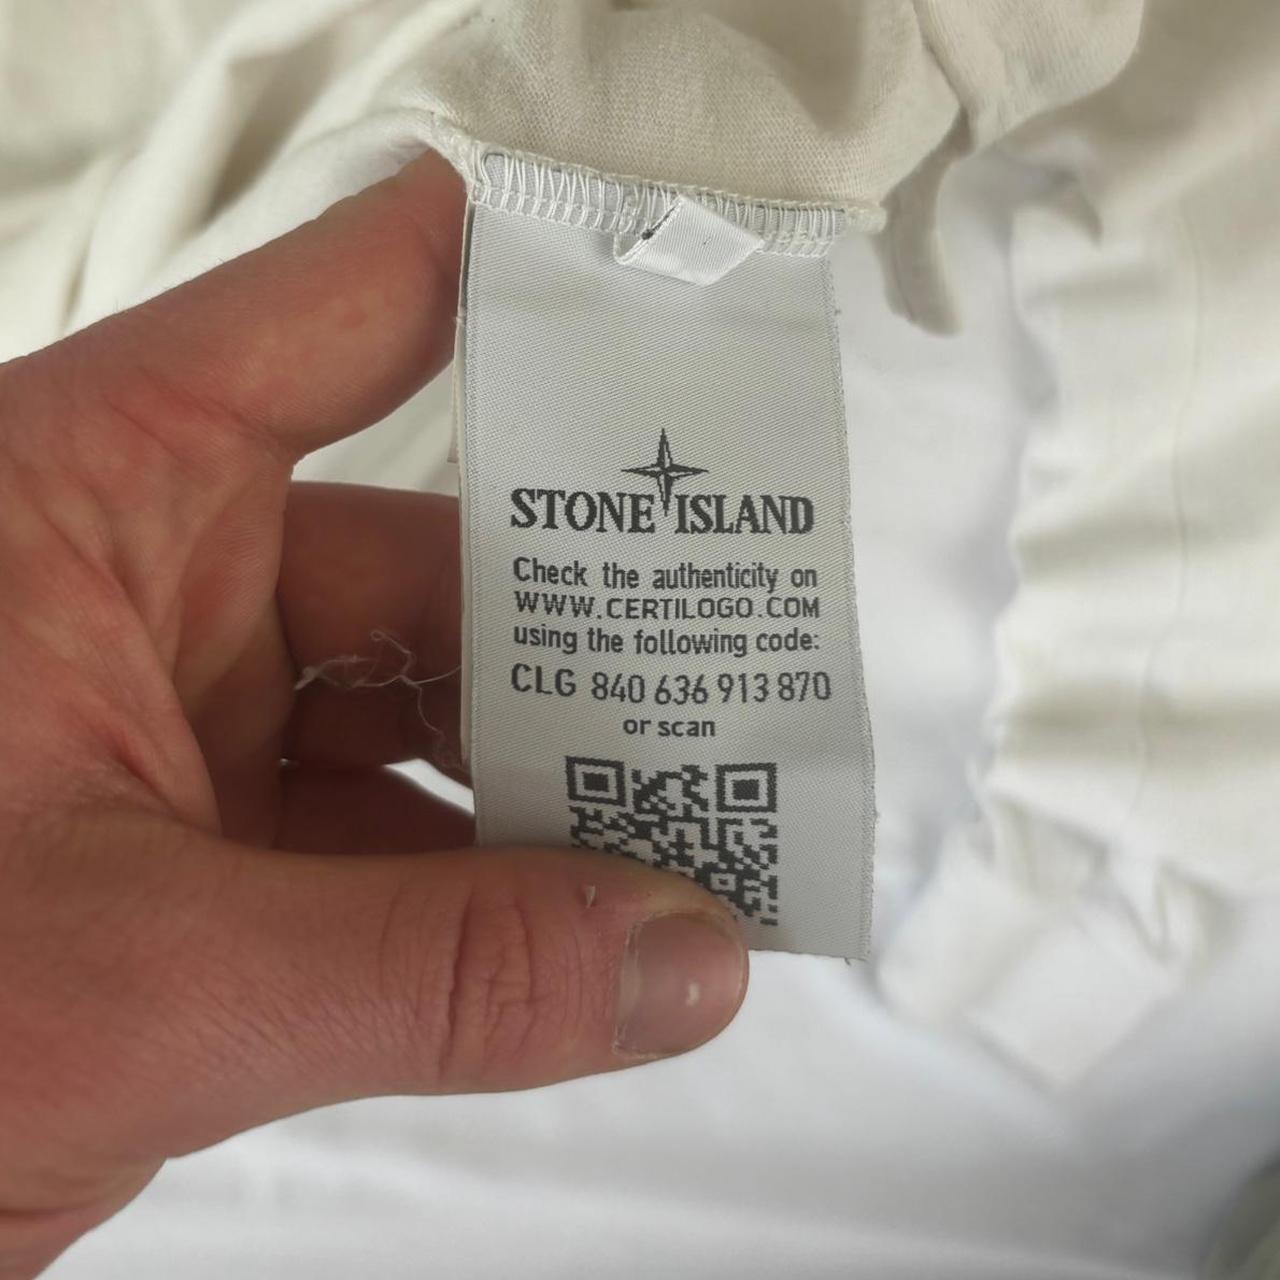 STONE ISLAND
Check the authenticity on
WWW.CERTILOGO.COM
using the following code:
CLG 840 636 913 870
or scan